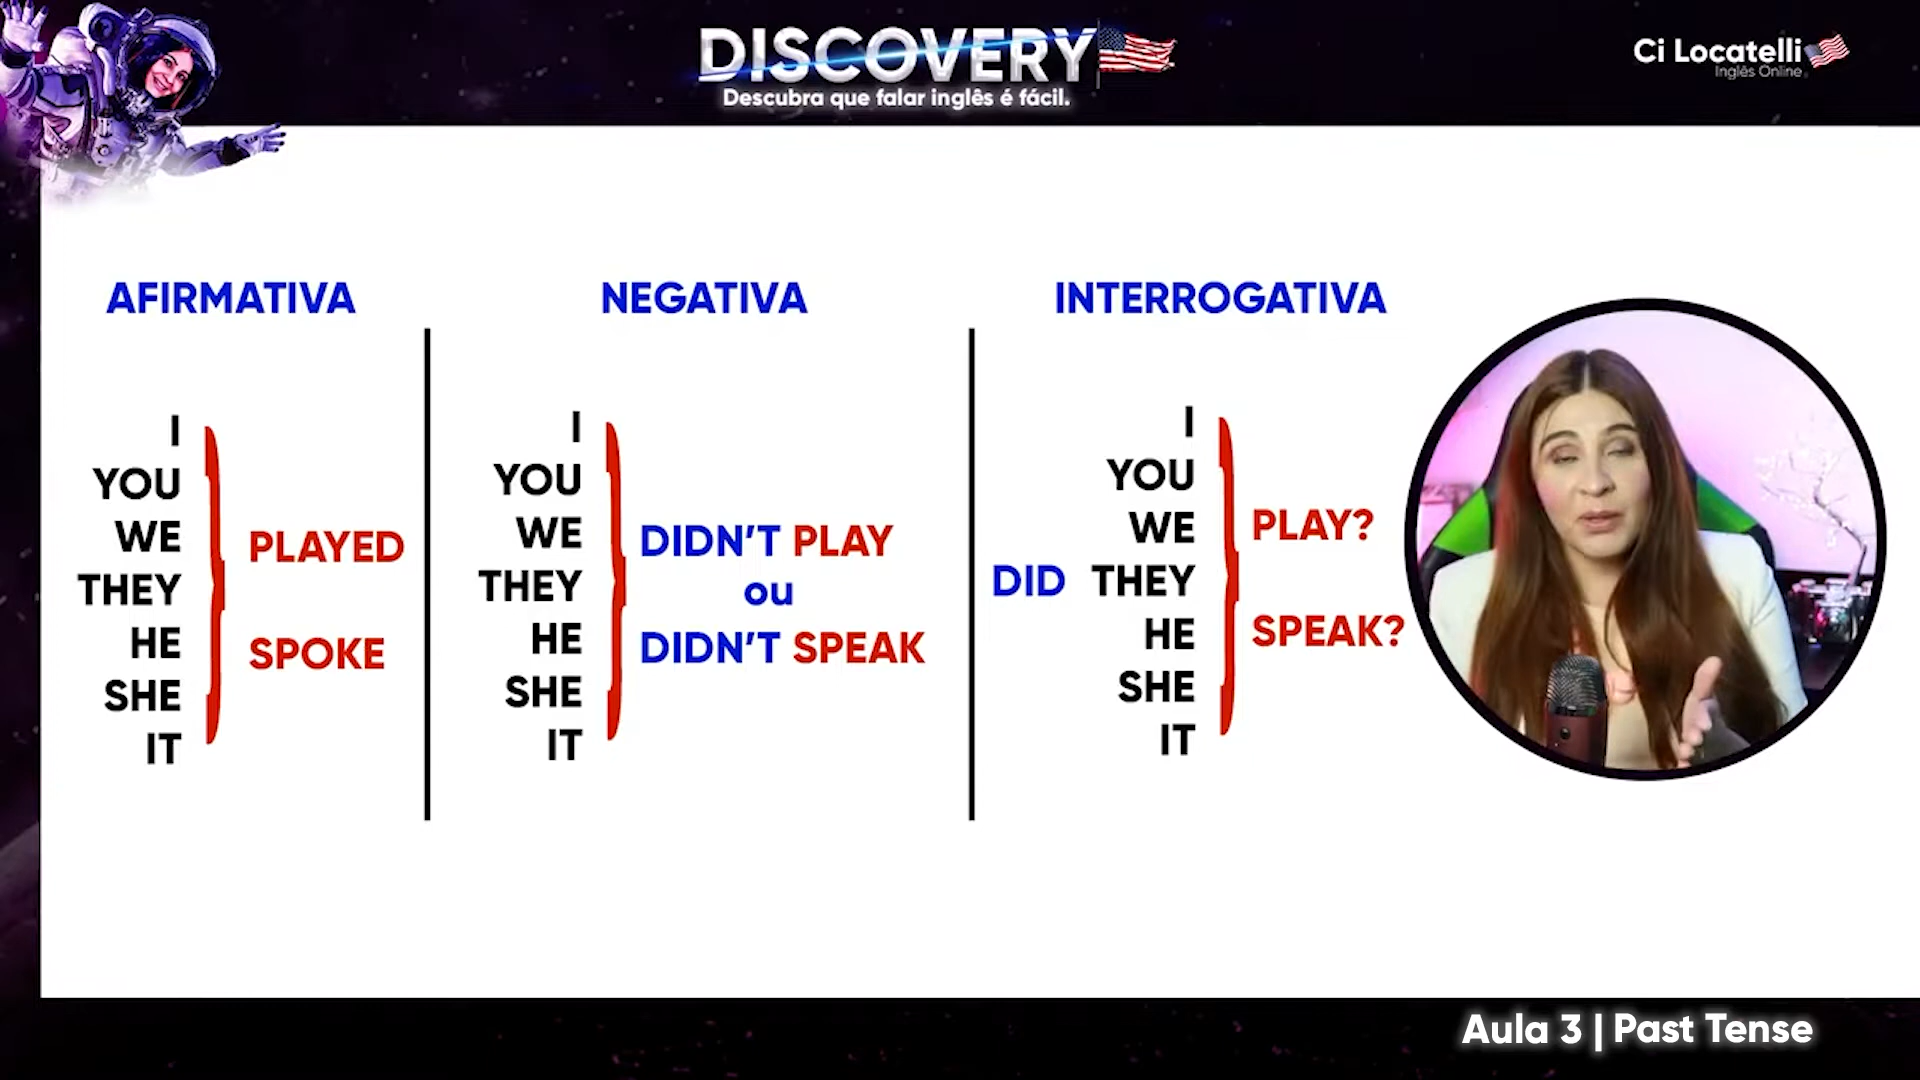 DISCOVERY
Descubra que falar inglês é fácil.
Ci Locatelli
Inglês Online
AFIRMATIVA
I
YOU
WE
THEY
HE
SHE
IT
PLAYED
SPOKE
NEGATIVA
I
YOU
WE
THEY
HE
SHE
IT
DIDN'T PLAY
ou
DIDN'T SPEAK
INTERROGATIVA
DID
I
YOU
WE
THEY
HE
SHE
IT
PLAY?
SPEAK?
Aula 3 | Past Tense